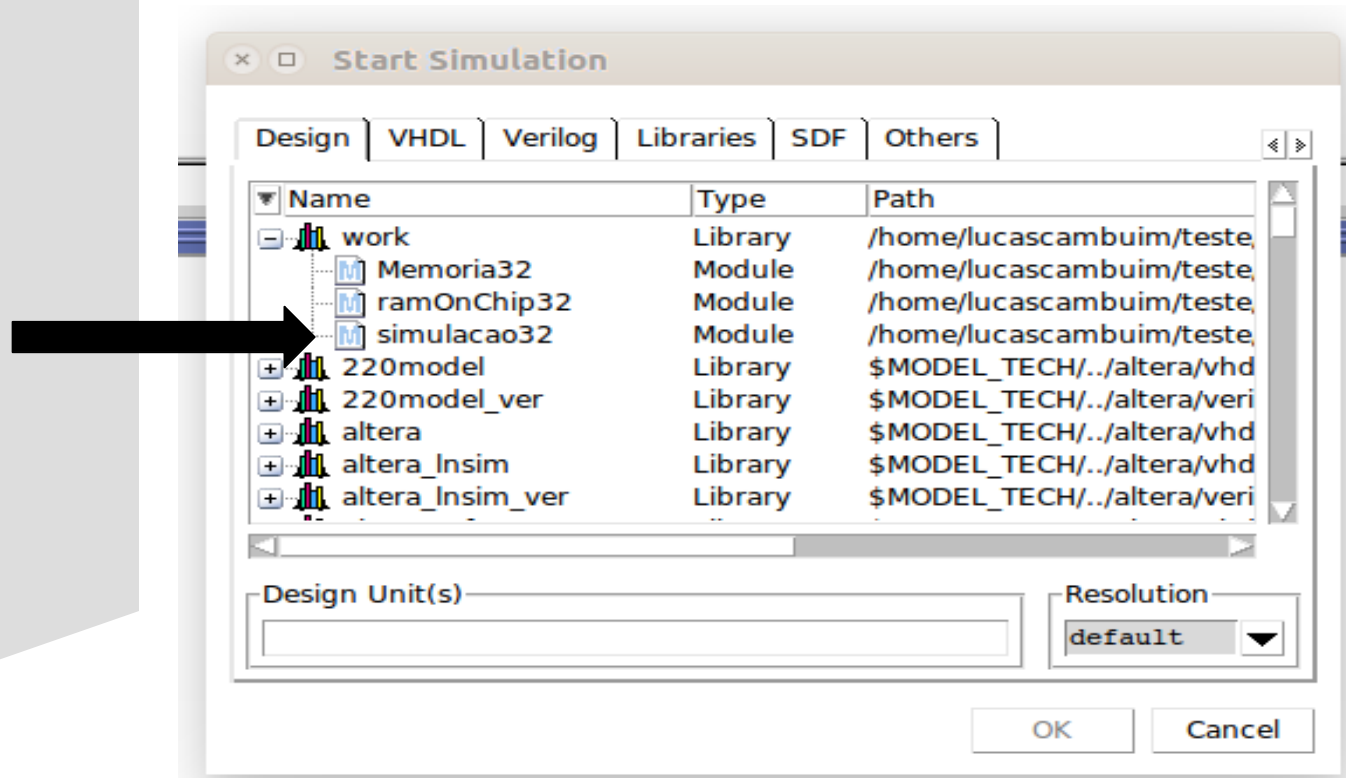 Start Simulation
Design VHDL Verilog Libraries SDF Others
Name Type Path
work Library /home/lucascambuim/teste/
Memoria32 Module /home/lucascambuim/teste/
ramOnChip32 Module /home/lucascambuim/teste/
simulacao32 Module /home/lucascambuim/teste/
220model Library $MODEL_TECH/../altera/vhd
220model_ver Library $MODEL_TECH/../altera/veri
altera Library $MODEL_TECH/../altera/vhd
altera_lnsim Library $MODEL_TECH/../altera/vhd
altera_lnsim_ver Library $MODEL_TECH/../altera/veri
Design Unit(s) Resolution
default
OK Cancel